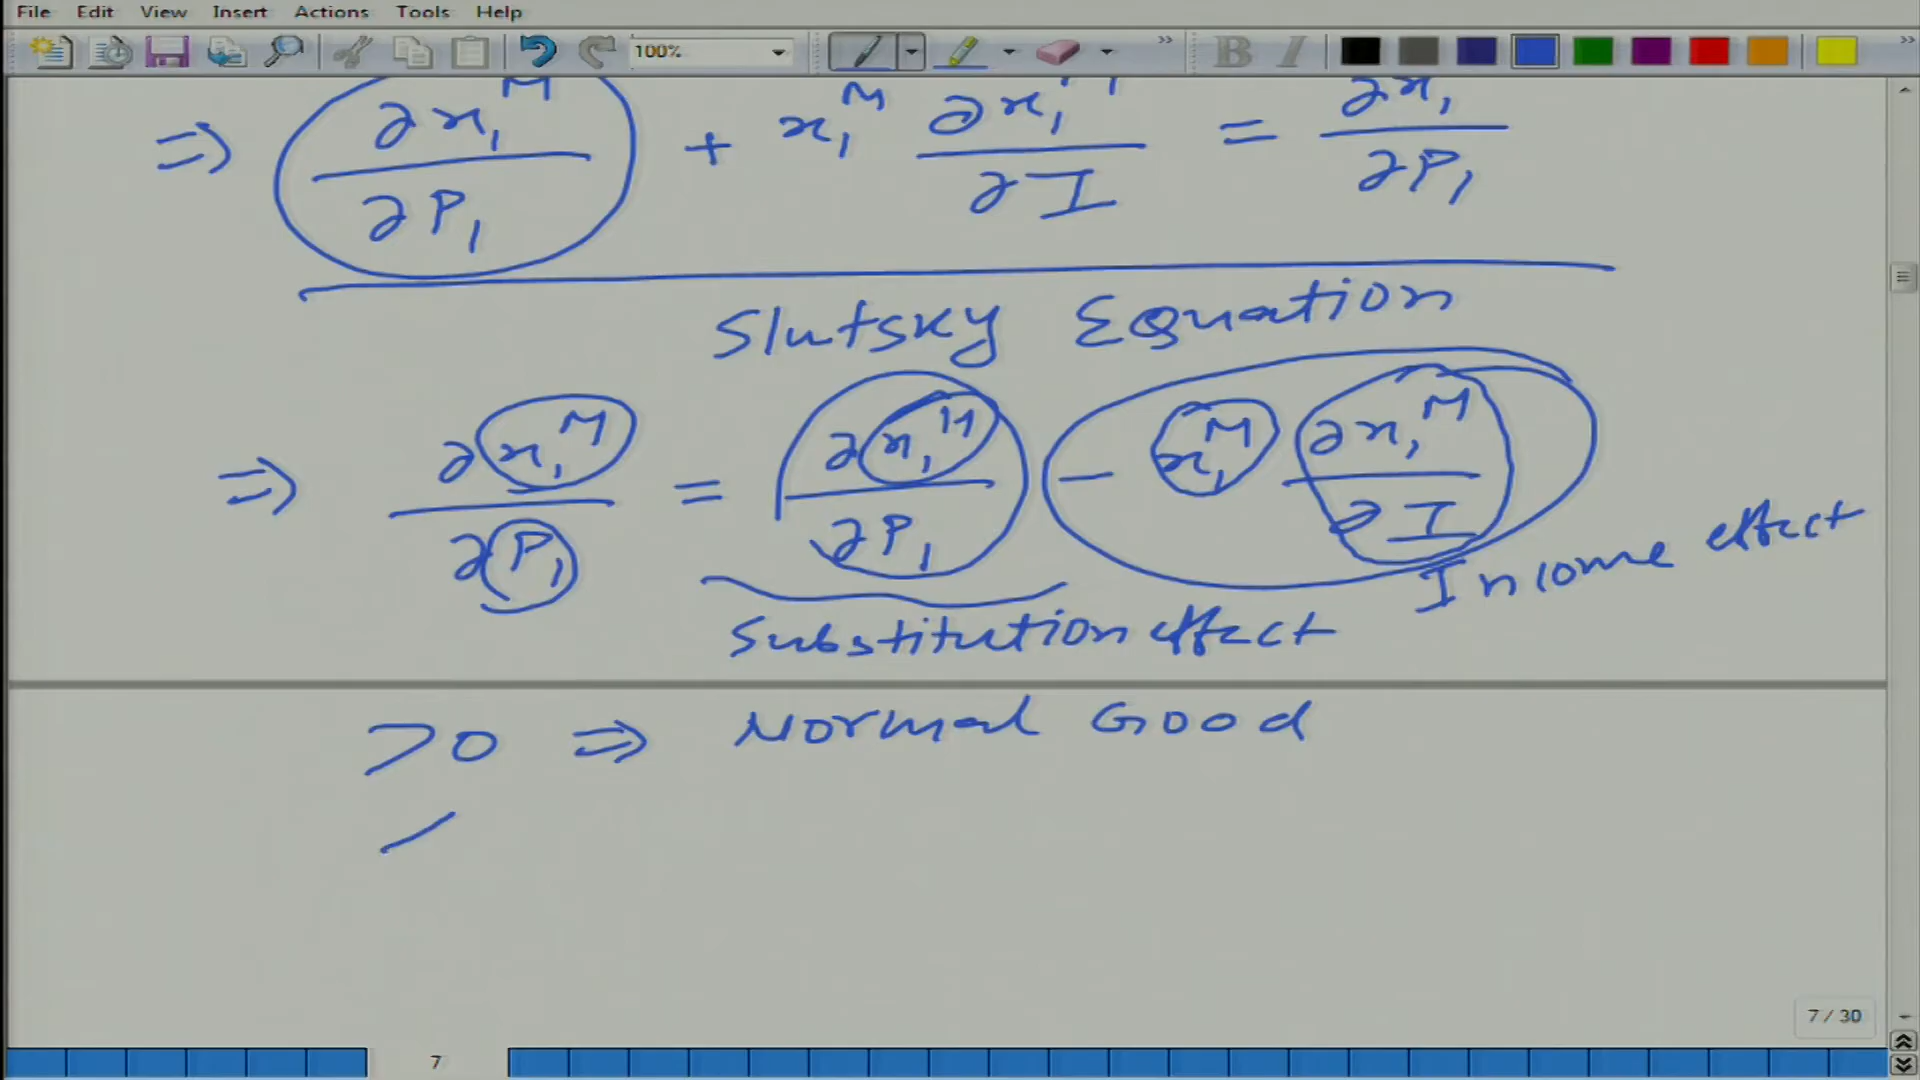 File Edit View Insert Actions Tools Help
100% B I
⇒ ∂x₁ᴹ/∂P₁ + x₁ᴹ ∂x₁ᴹ/∂I = ∂x₁/∂P₁
Slutsky Equation
⇒ ∂x₁ᴹ/∂P₁ = ∂x₁ᴴ/∂P₁ - x₁ᴹ ∂x₁ᴹ/∂I
Income effect
Substitution effect
>0 ⇒ Normal Good
7 / 30
7